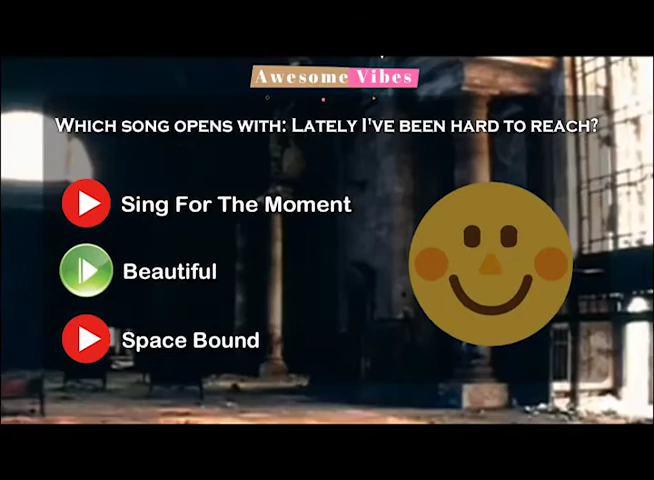 Awesome Vibes
Which song opens with: Lately I've been hard to reach?
Sing For The Moment
Beautiful
Space Bound